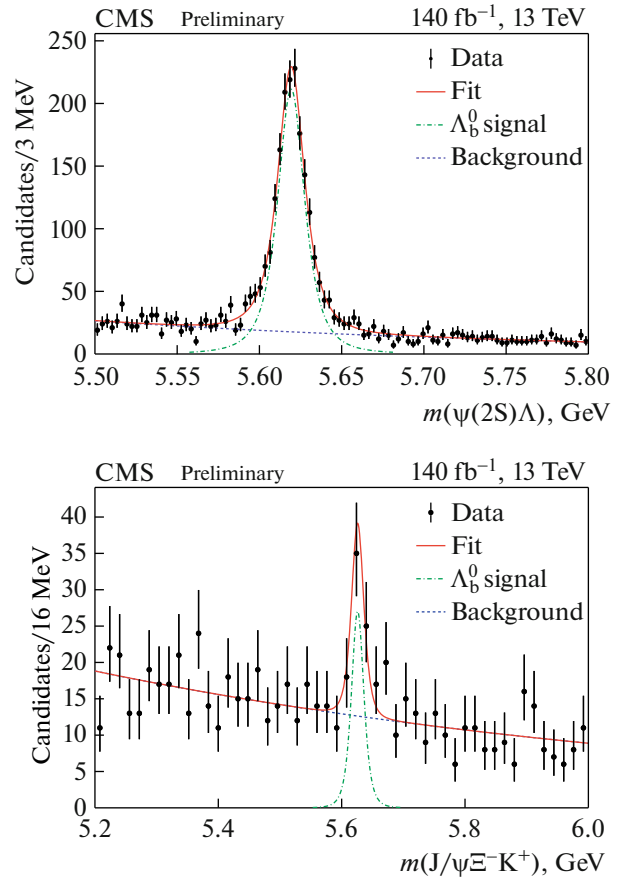 CMS Preliminary 140 fb⁻¹, 13 TeV
Candidates/3 MeV
250
200
150
100
50
0
Data
Fit
Λ⁰_b signal
Background
5.50 5.55 5.60 5.65 5.70 5.75 5.80
m(ψ(2S)Λ), GeV
CMS Preliminary 140 fb⁻¹, 13 TeV
Candidates/16 MeV
40
35
30
25
20
15
10
5
0
Data
Fit
Λ⁰_b signal
Background
5.2 5.4 5.6 5.8 6.0
m(J/ψΞ⁻K⁺), GeV